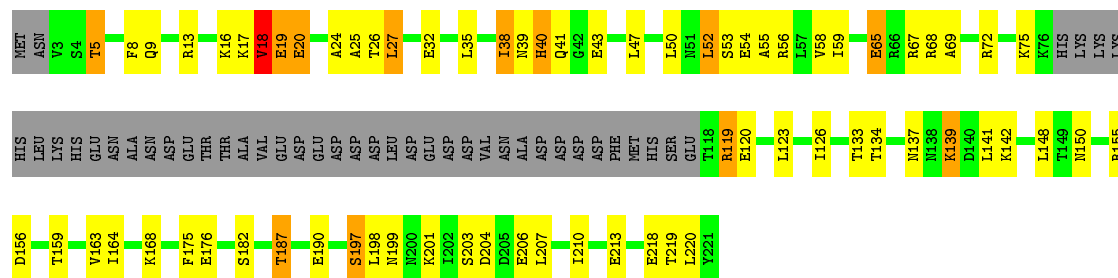 MET ASN V3 S4 T5 F8 Q9 R13 K16 K17 V18 E19 E20 A24 A25 T26 L27 E32 L35 I38 N39 H40 Q41 G42 E43 L47 L50 N51 L52 S53 E54 A55 R56 L57 V58 I59 E65 R66 R67 R68 A69 R72 K75 K76 HIS LYS LYS LYS
HIS LEU LYS HIS GLU ASN ALA ASN ASP GLU THR THR ALA VAL GLU ASP GLU ASP ASP ASP LEU ASP GLU ASP ASP VAL ASN ALA ASP ASP ASP ASP PHE MET HIS SER GLU T118 R119 E120 L123 I126 T133 T134 N137 N138 K139 D140 L141 K142 L148 T149 N150 R155
D156 T159 V163 I164 K168 F175 E176 S182 T187 E190 S197 L198 N199 N200 K201 I202 S203 D204 D205 E206 L207 I210 E213 E218 T219 L220 Y221